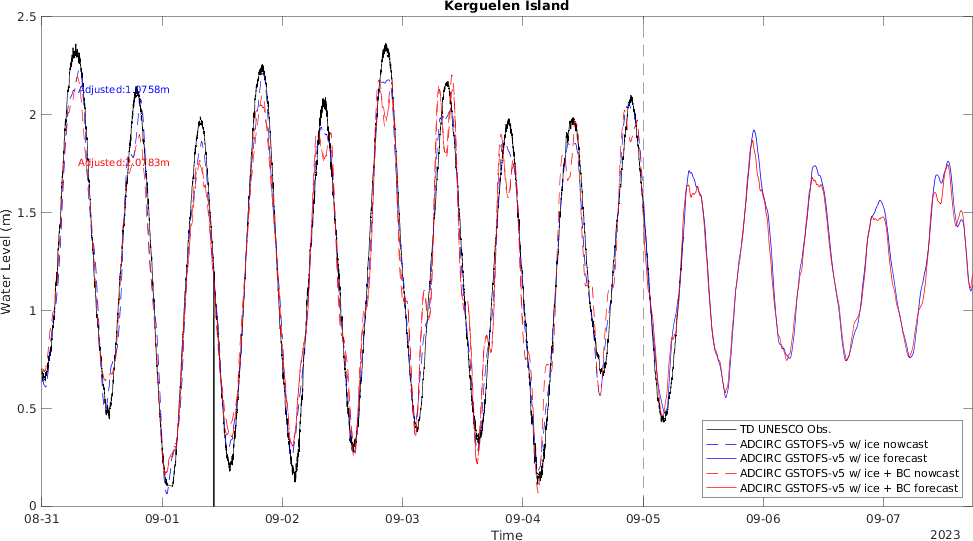 Kerguelen Island
2.5
2
1.5
1
0.5
0
Water Level (m)
Adjusted:1.0758m
Adjusted:1.0783m
TD UNESCO Obs.
ADCIRC GSTOFS-v5 w/ ice nowcast
ADCIRC GSTOFS-v5 w/ ice forecast
ADCIRC GSTOFS-v5 w/ ice + BC nowcast
ADCIRC GSTOFS-v5 w/ ice + BC forecast
08-31 09-01 09-02 09-03 09-04 09-05 09-06 09-07
Time
2023